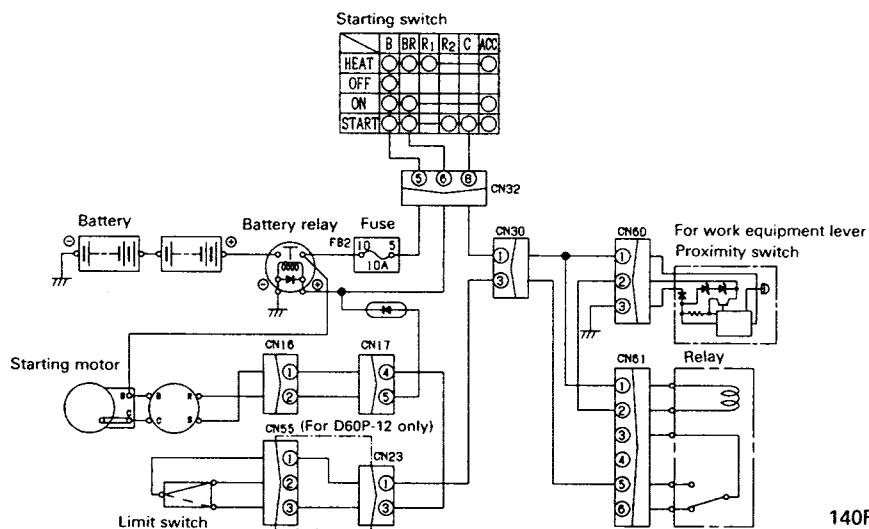 Starting switch
B BR R1 R2 C ACC
HEAT
OFF
ON
START
5 6 8
CN32
Battery
Battery relay
Fuse
FB2 10 5
10A
CN30
1
3
CN60
1
2
3
For work equipment lever
Proximity switch
CN16
1
2
CN17
4
5
Starting motor
B B R
C C S
CN61
1
2
3
4
5
6
Relay
CN55 (For D60P-12 only)
1
2
3
CN23
1
3
Limit switch
140F